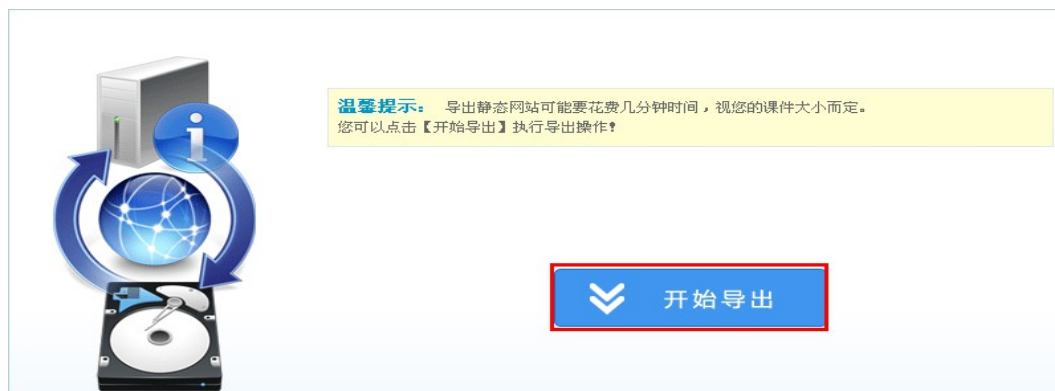 温馨提示： 导出静态网站可能要花费几分钟时间，视您的课件大小而定。
您可以点击【开始导出】执行导出操作！
开始导出